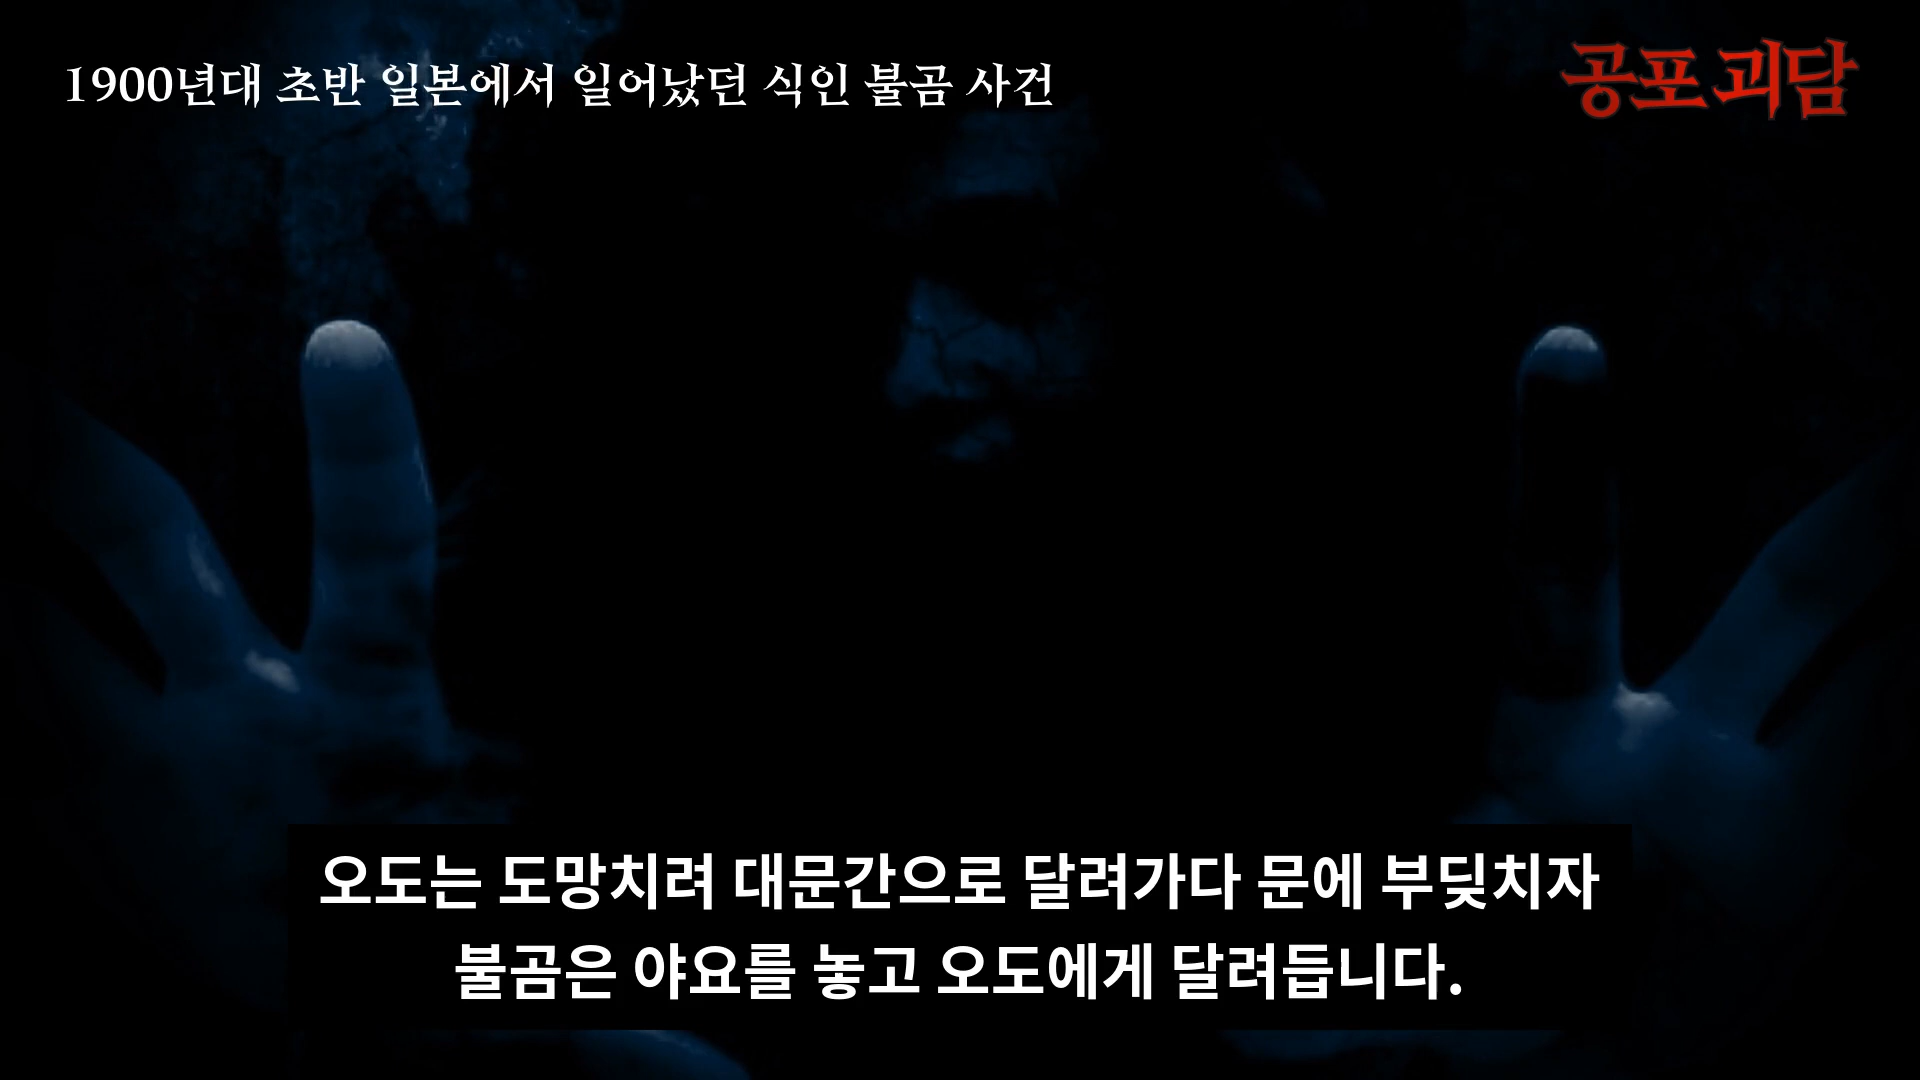 1900년대 초반 일본에서 일어났던 식인 불곰 사건
공포 괴담
오도는 도망치려 대문간으로 달려가다 문에 부딪치자
불곰은 야요를 놓고 오도에게 달려듭니다.